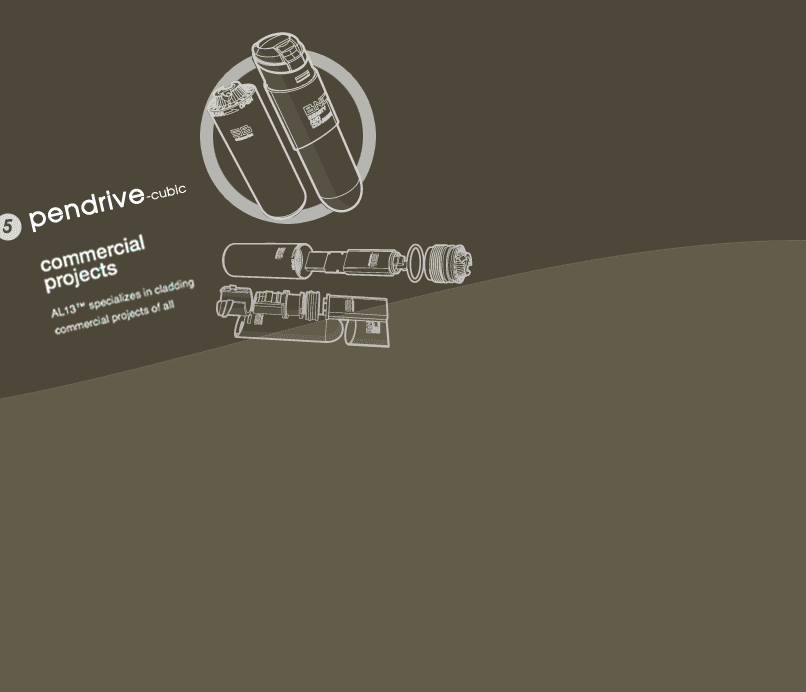 5
pendrive-cubic
commercial
projects
AL13™ specializes in cladding
commercial projects of all